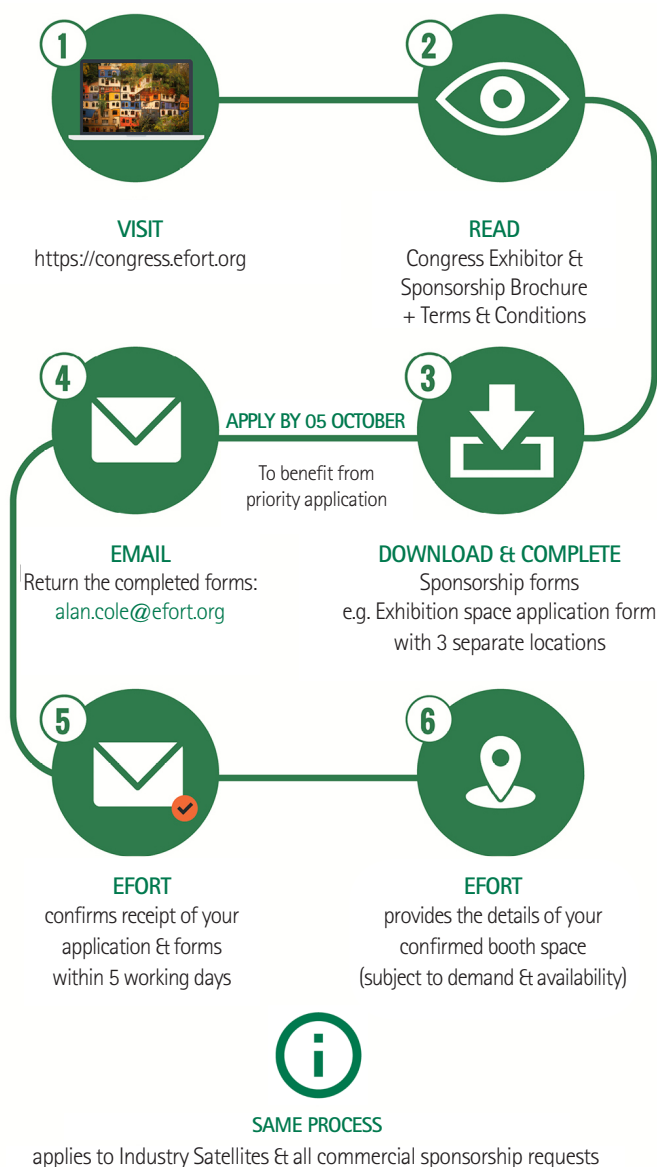 1
VISIT
https://congress.efort.org
2
READ
Congress Exhibitor &
Sponsorship Brochure
+ Terms & Conditions
3
DOWNLOAD & COMPLETE
Sponsorship forms
e.g. Exhibition space application form
with 3 separate locations
APPLY BY 05 OCTOBER
To benefit from
priority application
4
EMAIL
Return the completed forms:
alan.cole@efort.org
5
EFORT
confirms receipt of your
application & forms
within 5 working days
6
EFORT
provides the details of your
confirmed booth space
(subject to demand & availability)
i
SAME PROCESS
applies to Industry Satellites & all commercial sponsorship requests